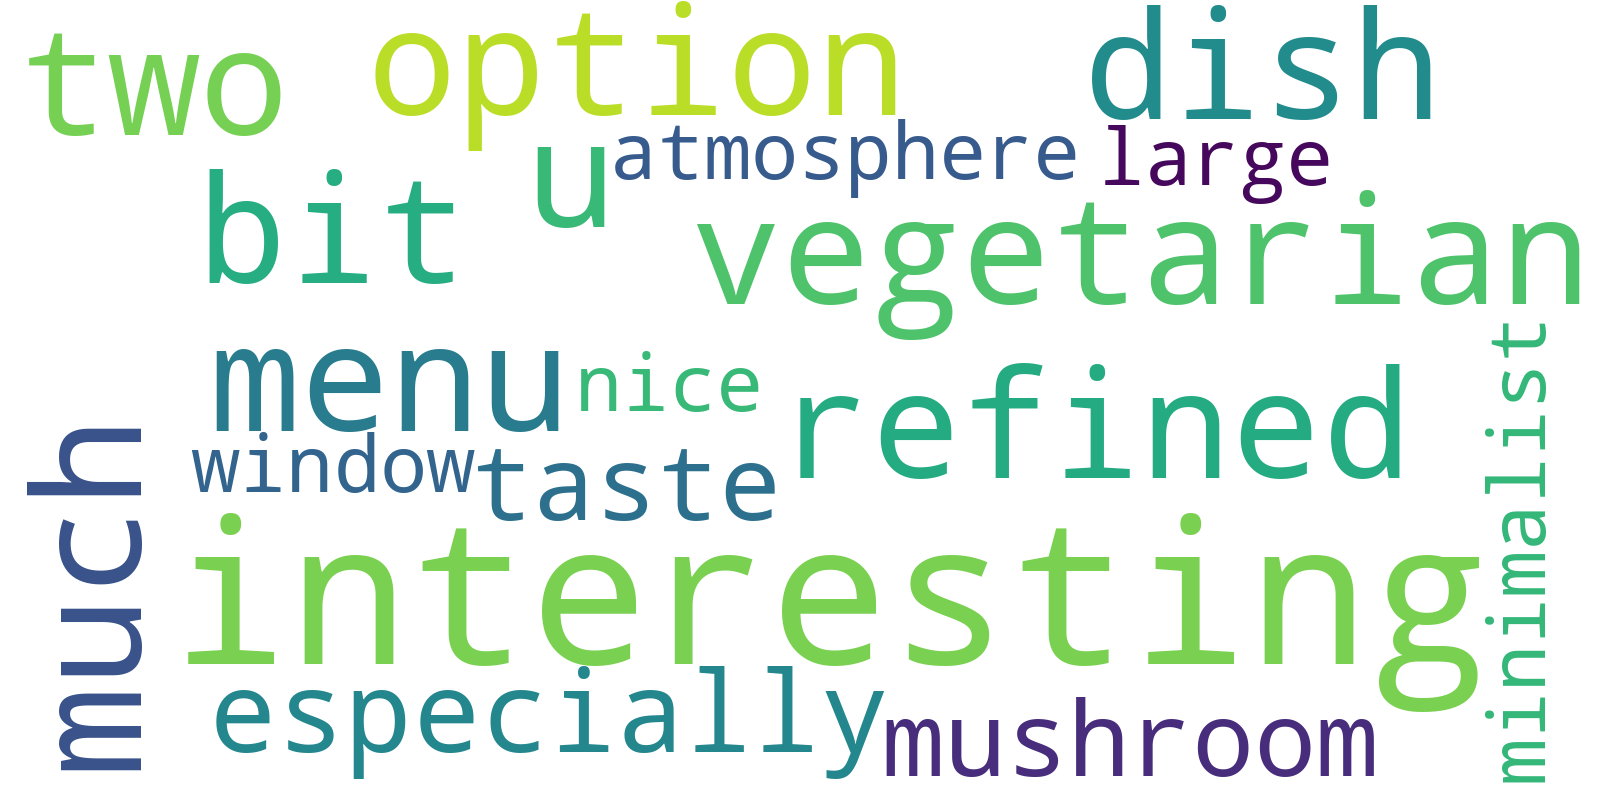 two
option
dish
u
atmosphere
large
bit
vegetarian
menu
nice
refined
minimalist
much
window
taste
interesting
especially
mushroom